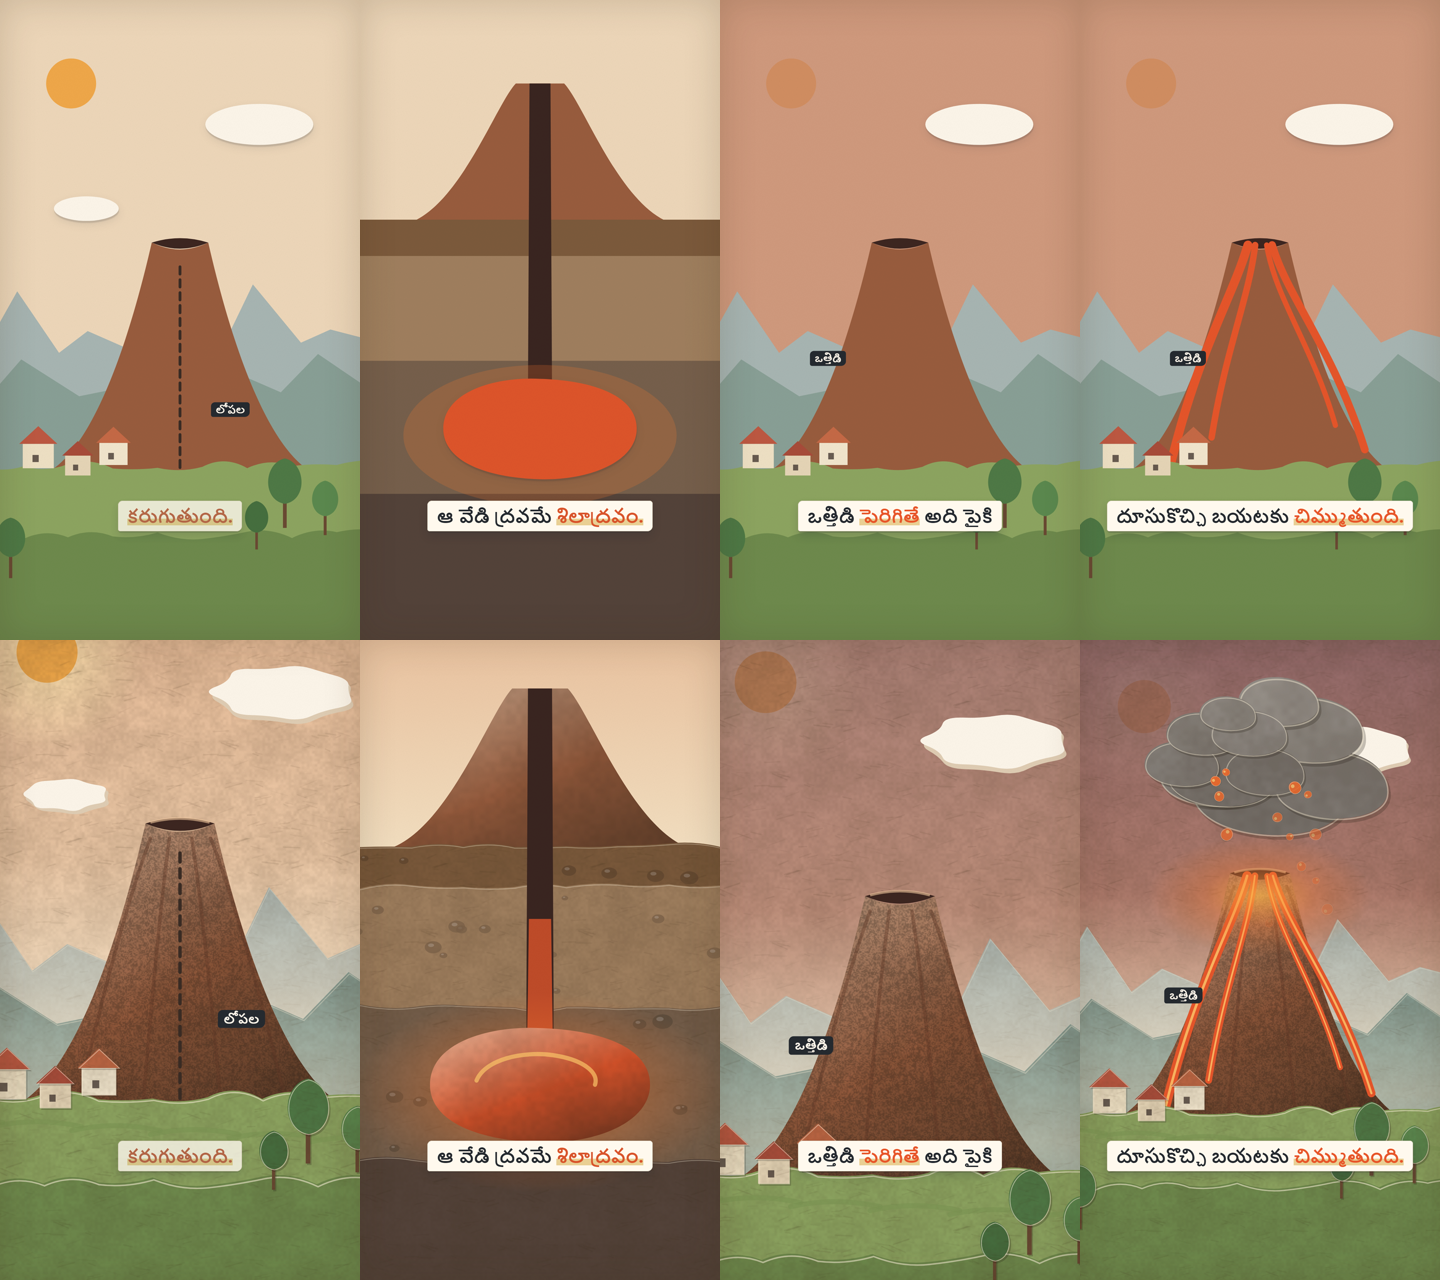 లోపల
కరుగుతుంది.
ఆ వేడి ద్రవమే శిలాద్రవం.
ఒత్తిడి
ఒత్తిడి పెరిగితే అది పైకి
ఒత్తిడి
దూసుకొచ్చి బయటకు చిమ్ముతుంది.
లోపల
కరుగుతుంది.
ఆ వేడి ద్రవమే శిలాద్రవం.
ఒత్తిడి
ఒత్తిడి పెరిగితే అది పైకి
ఒత్తిడి
దూసుకొచ్చి బయటకు చిమ్ముతుంది.